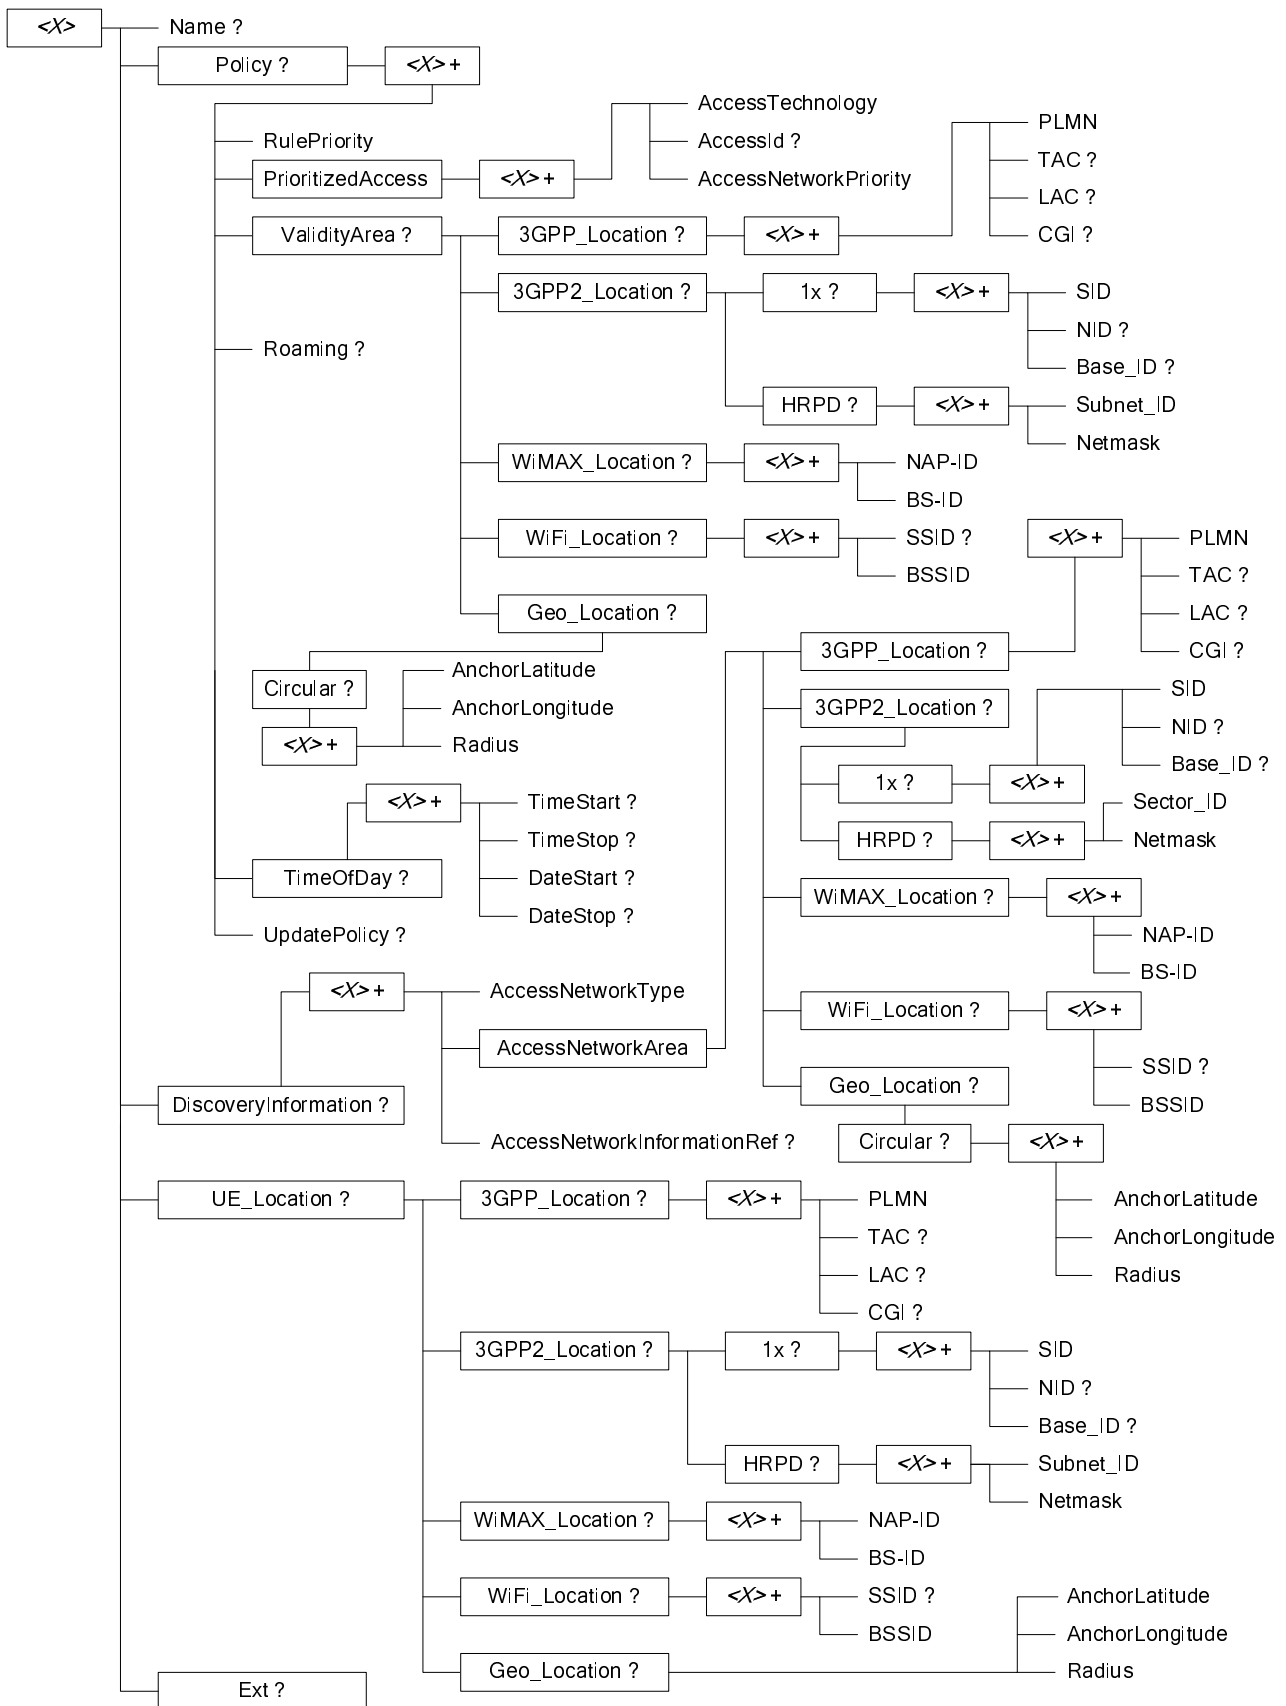 <X>
Name ?
Policy ?
<X>+
RulePriority
PrioritizedAccess
<X>+
AccessTechnology
AccessId ?
AccessNetworkPriority
ValidityArea ?
3GPP_Location ?
<X>+
PLMN
TAC ?
LAC ?
CGI ?
3GPP2_Location ?
1x ?
<X>+
SID
NID ?
Base_ID ?
HRPD ?
<X>+
Subnet_ID
Netmask
Roaming ?
WiMAX_Location ?
<X>+
NAP-ID
BS-ID
WiFi_Location ?
<X>+
SSID ?
BSSID
Geo_Location ?
Circular ?
<X>+
AnchorLatitude
AnchorLongitude
Radius
TimeOfDay ?
<X>+
TimeStart ?
TimeStop ?
DateStart ?
DateStop ?
UpdatePolicy ?
DiscoveryInformation ?
<X>+
AccessNetworkType
AccessNetworkArea
3GPP_Location ?
<X>+
PLMN
TAC ?
LAC ?
CGI ?
3GPP2_Location ?
1x ?
<X>+
SID
NID ?
Base_ID ?
HRPD ?
<X>+
Sector_ID
Netmask
WiMAX_Location ?
<X>+
NAP-ID
BS-ID
WiFi_Location ?
<X>+
SSID ?
BSSID
Geo_Location ?
Circular ?
<X>+
AnchorLatitude
AnchorLongitude
Radius
AccessNetworkInformationRef ?
UE_Location ?
3GPP_Location ?
<X>+
PLMN
TAC ?
LAC ?
CGI ?
3GPP2_Location ?
1x ?
<X>+
SID
NID ?
Base_ID ?
HRPD ?
<X>+
Subnet_ID
Netmask
WiMAX_Location ?
<X>+
NAP-ID
BS-ID
WiFi_Location ?
<X>+
SSID ?
BSSID
Geo_Location ?
AnchorLatitude
AnchorLongitude
Radius
Ext ?